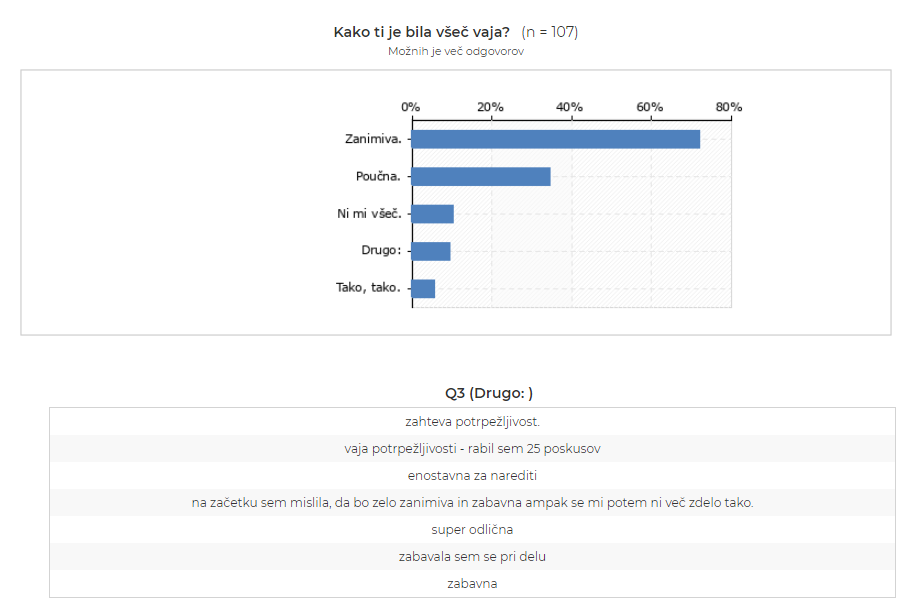 Kako ti je bila všeč vaja? (n = 107)
Možnih je več odgovorov
0% 20% 40% 60% 80%
Zanimiva.
Poučna.
Ni mi všeč.
Drugo:
Tako, tako.
Q3 (Drugo: )
zahteva potrpežljivost.
vaja potrpežljivosti - rabil sem 25 poskusov
enostavna za narediti
na začetku sem mislila, da bo zelo zanimiva in zabavna ampak se mi potem ni več zdelo tako.
super odlična
zabavala sem se pri delu
zabavna